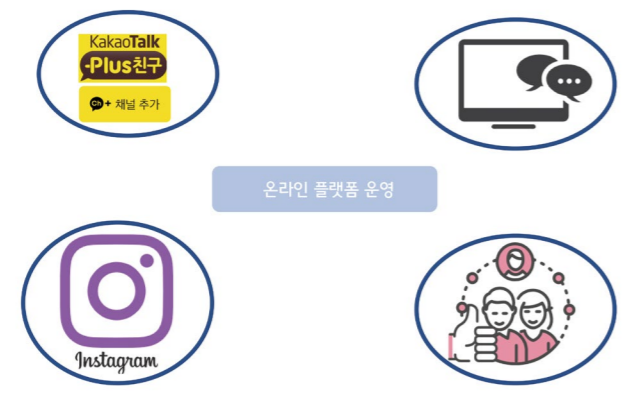 KakaoTalk
-Plus친구
Ch+ 채널 추가
온라인 플랫폼 운영
Instagram